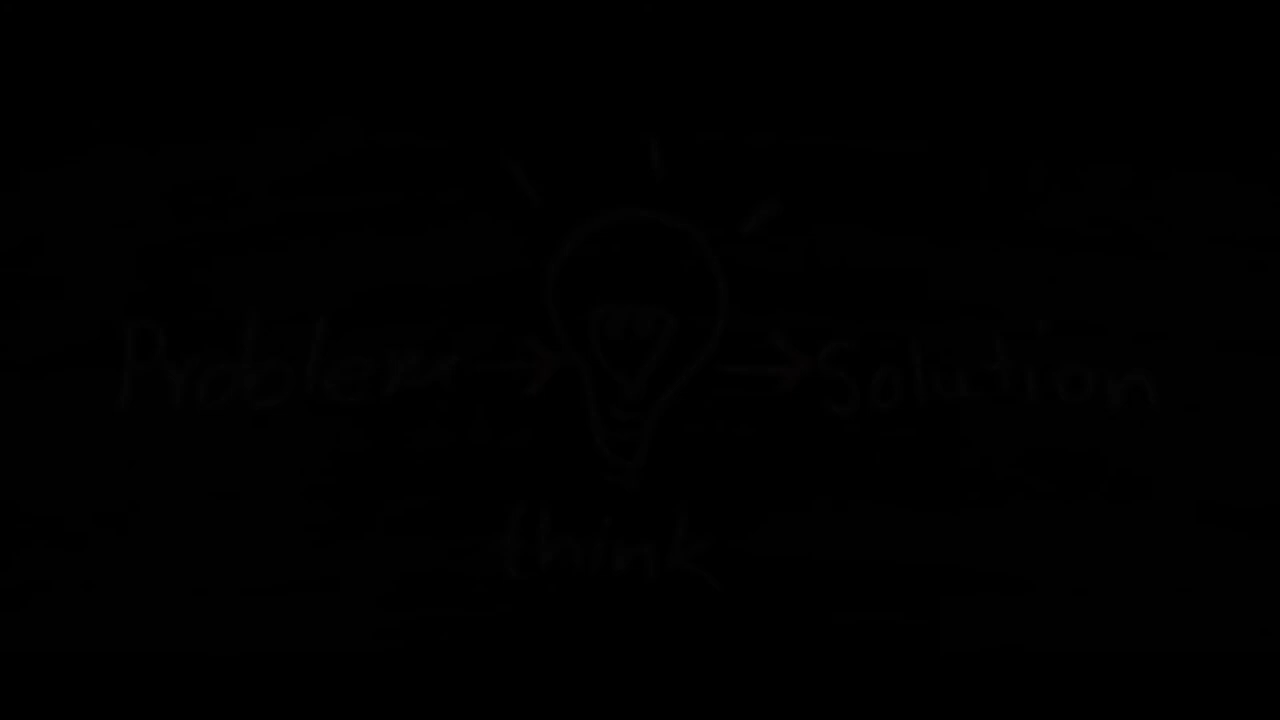 Problem → → Solution
think